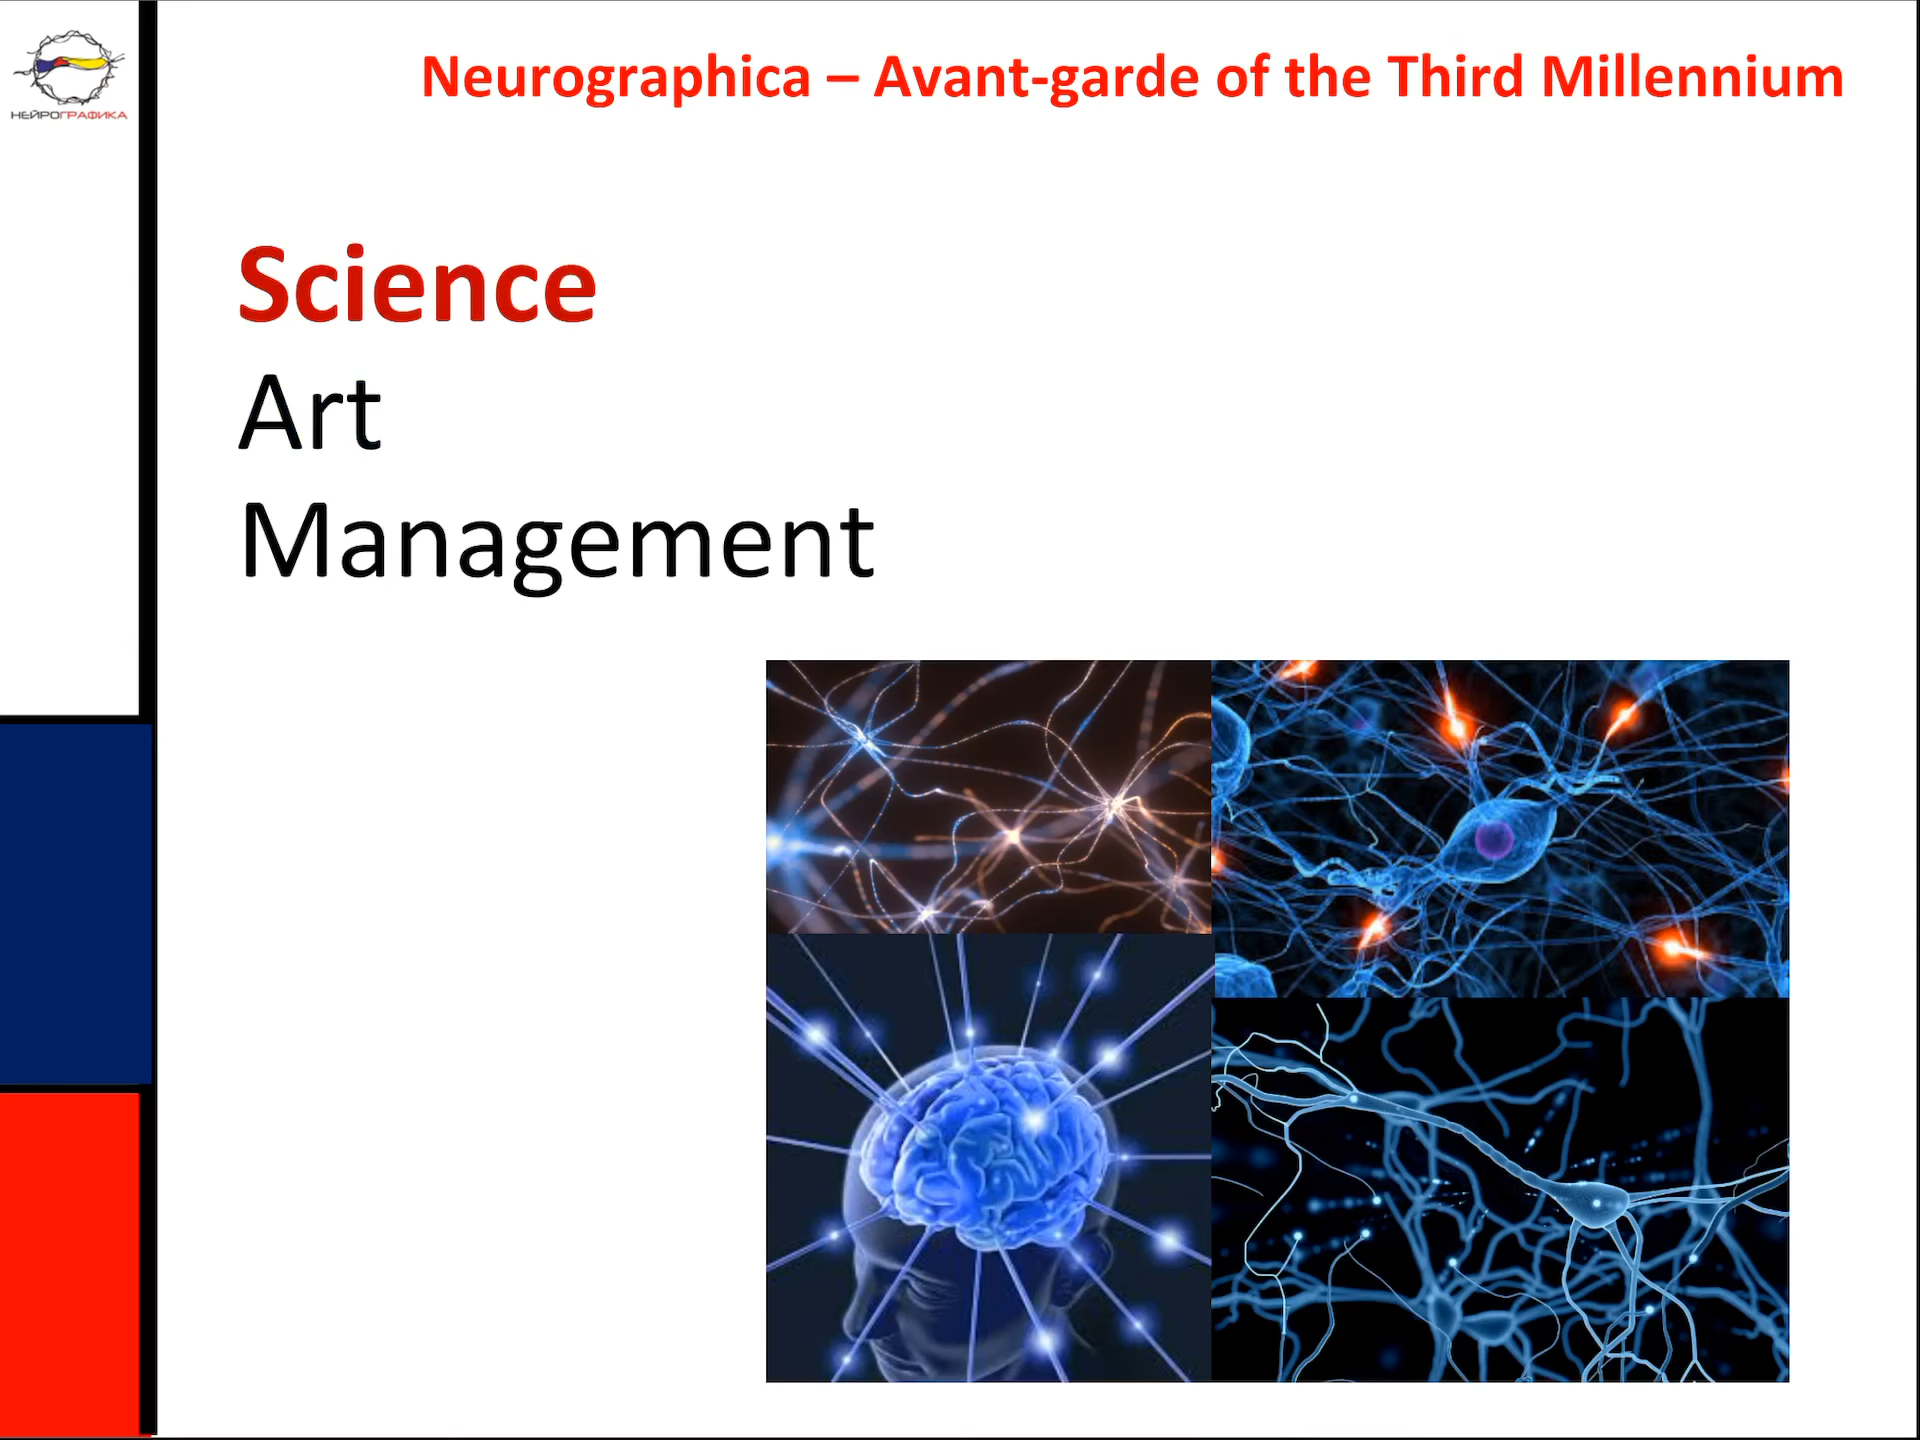 НЕЙРОГРАФИКА
Neurographica – Avant-garde of the Third Millennium
Science
Art
Management